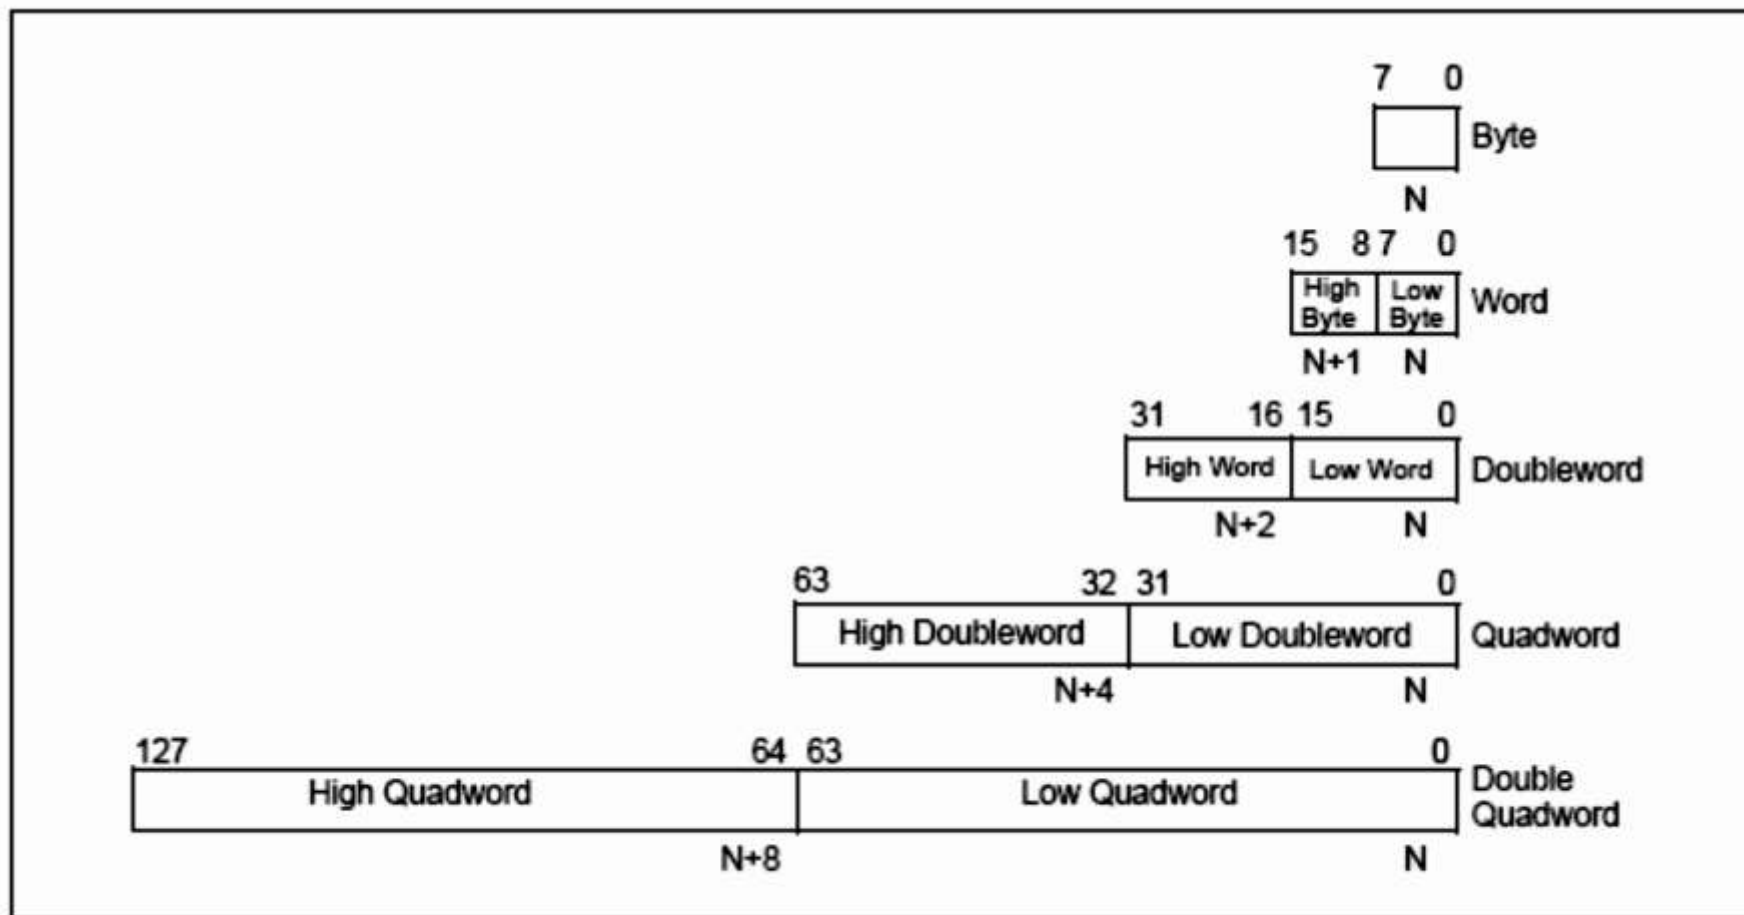 7 0
Byte
N
15 8 7 0
High Byte Low Byte Word
N+1 N
31 16 15 0
High Word Low Word Doubleword
N+2 N
63 32 31 0
High Doubleword Low Doubleword Quadword
N+4 N
127 64 63 0
High Quadword Low Quadword Double Quadword
N+8 N